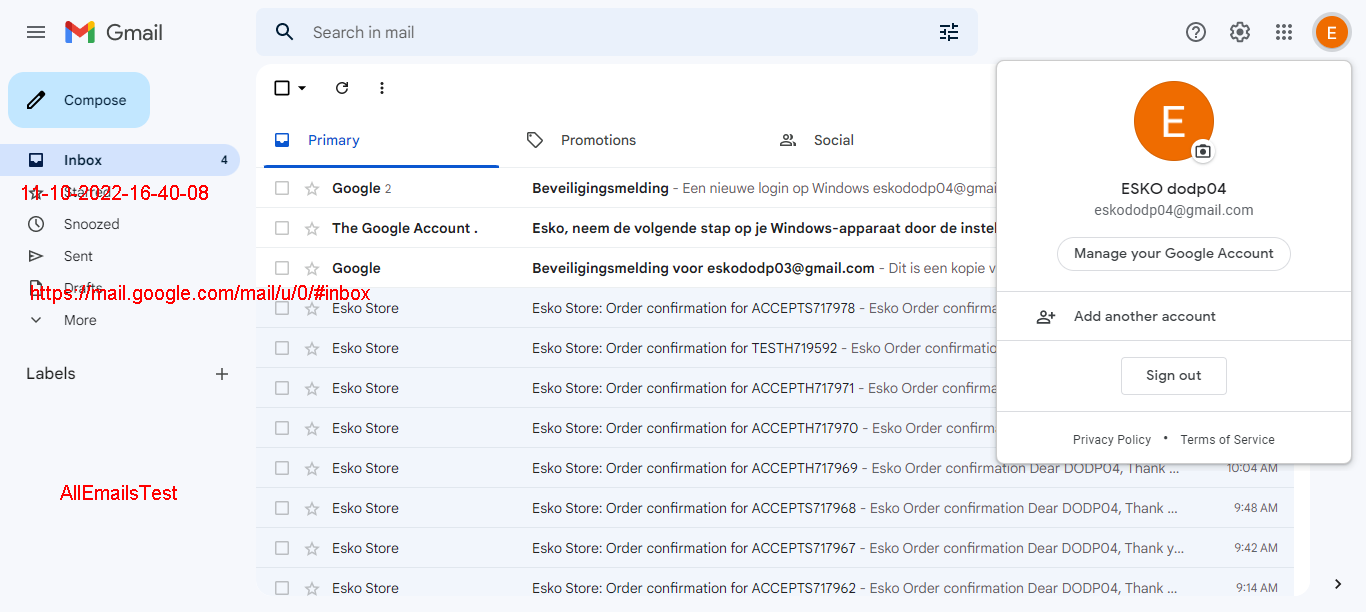 Gmail
Search in mail
E
Compose
Primary
Promotions
Social
Inbox 4
11-10-2022-16-40-08
Starred
Snoozed
Sent
Drafts
https://mail.google.com/mail/u/0/#inbox
More
Labels
AllEmailsTest
Google 2 Beveiligingsmelding - Een nieuwe login op Windows eskododp04@gmai
The Google Account . Esko, neem de volgende stap op je Windows-apparaat door de instel
Google Beveiligingsmelding voor eskododp03@gmail.com - Dit is een kopie v
Esko Store Esko Store: Order confirmation for ACCEPTS717978 - Esko Order confirma
Esko Store Esko Store: Order confirmation for TESTH719592 - Esko Order confirmatio
Esko Store Esko Store: Order confirmation for ACCEPTH717971 - Esko Order confirma
Esko Store Esko Store: Order confirmation for ACCEPTH717970 - Esko Order confirm
Esko Store Esko Store: Order confirmation for ACCEPTH717969 - Esko Order confirmation Dear DODP04, Thank ... 10:04 AM
Esko Store Esko Store: Order confirmation for ACCEPTS717968 - Esko Order confirmation Dear DODP04, Thank ... 9:48 AM
Esko Store Esko Store: Order confirmation for ACCEPTS717967 - Esko Order confirmation Dear DODP04, Thank y... 9:42 AM
Esko Store Esko Store: Order confirmation for ACCEPTS717962 - Esko Order confirmation Dear DODP04, Thank ... 9:14 AM
E
ESKO dodp04
eskododp04@gmail.com
Manage your Google Account
Add another account
Sign out
Privacy Policy • Terms of Service